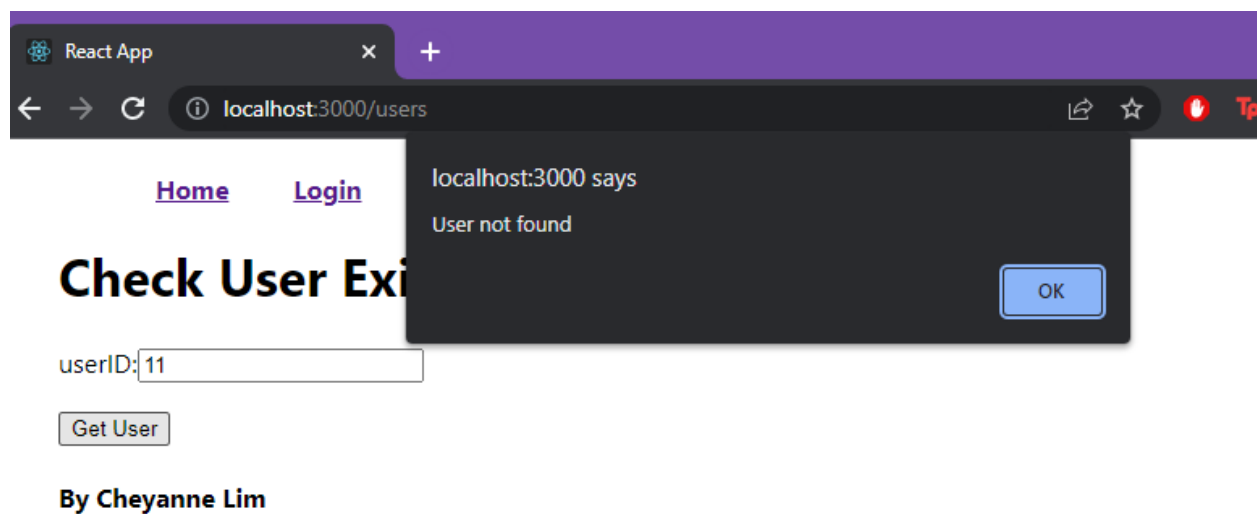 React App
localhost:3000/users
Home Login
localhost:3000 says
User not found
OK
Check User Exi
userID: 11
Get User
By Cheyanne Lim